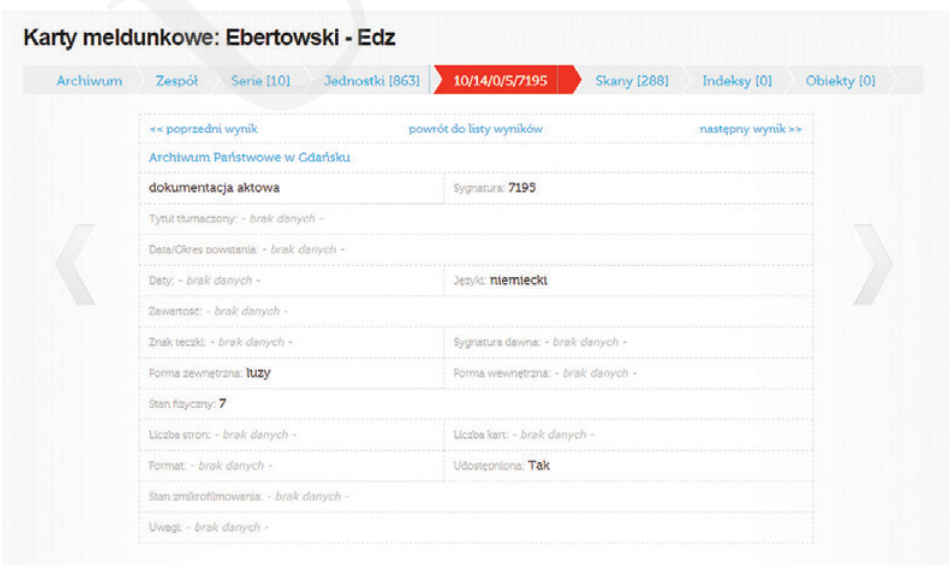 Karty meldunkowe: Ebertowski - Edz
Archiwum Zespół Serie [10] Jednostki [863] 10/14/0/5/7195 Skany [288] Indeksy [0] Obiekty [0]
<< poprzedni wynik powrót do listy wyników następny wynik >>
Archiwum Państwowe w Gdańsku
dokumentacja aktowa Sygnatura: 7195
Tytuł tłumaczony: - brak danych -
Data/Okres powstania: - brak danych -
Daty: - brak danych - Języki: niemiecki
Zawartość: - brak danych -
Znak teczki: - brak danych - Sygnatura dawna: - brak danych -
Forma zewnętrzna: luzy Forma wewnętrzna: - brak danych -
Stan fizyczny: 7
Liczba stron: - brak danych - Liczba kart: - brak danych -
Format: - brak danych - Udostępniona: Tak
Stan zmikrofilmowania: - brak danych -
Uwagi: - brak danych -